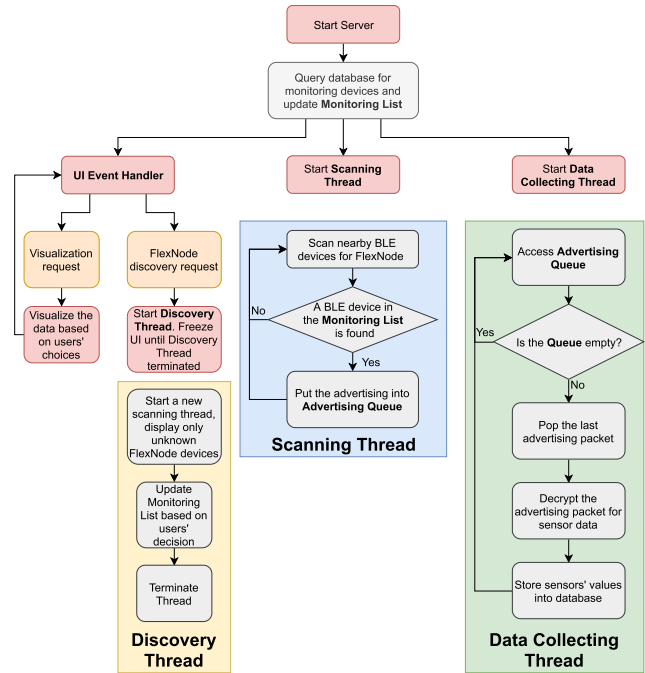 Start Server
Query database for
monitoring devices and
update Monitoring List
UI Event Handler
Start Scanning
Thread
Start Data
Collecting Thread
Visualization
request
FlexNode
discovery request
Visualize the
data based
on users'
choices
Start Discovery
Thread. Freeze
UI until Discovery
Thread
terminated
Start a new
scanning thread,
display only
unknown
FlexNode devices
Update
Monitoring
List based on
users'
decision
Terminate
Thread
Discovery
Thread
Scan nearby BLE
devices for FlexNode
No
A BLE device in
the Monitoring List
is found
Yes
Put the advertising into
Advertising Queue
Scanning Thread
Access Advertising
Queue
Yes
Is the Queue empty?
No
Pop the last
advertising packet
Decrypt the
advertising packet for
sensor data
Store sensors' values
into database
Data Collecting
Thread